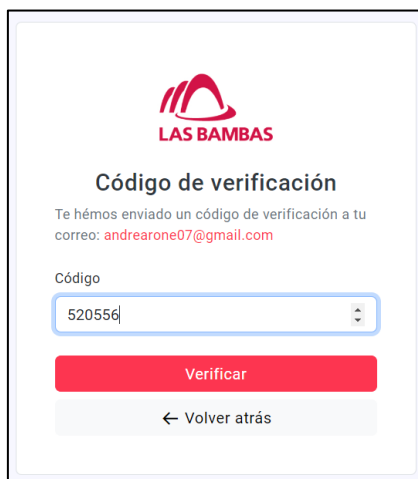 LAS BAMBAS
Código de verificación
Te hémos enviado un código de verificación a tu
correo: andrearone07@gmail.com
Código
520556
Verificar
← Volver atrás